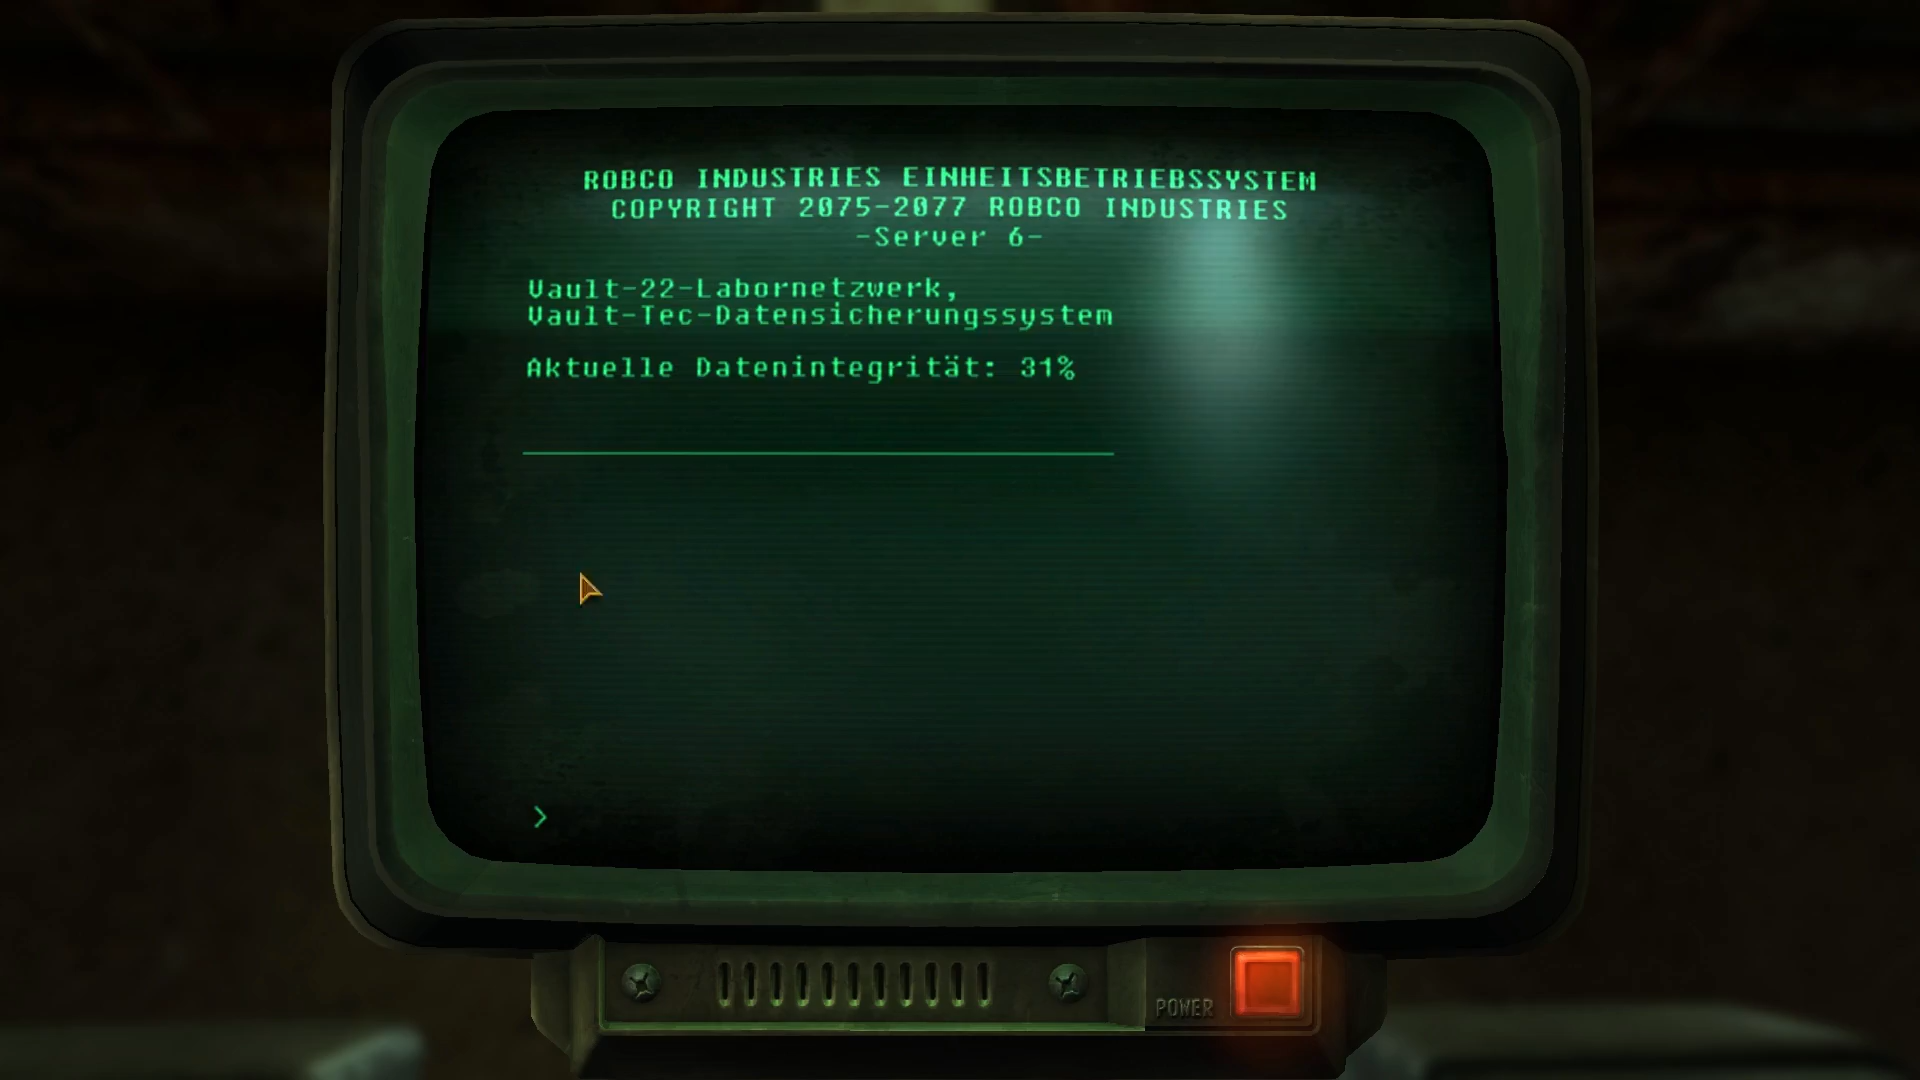 ROBCO INDUSTRIES EINHEITSBETRIEBSSYSTEM
COPYRIGHT 2075-2077 ROBCO INDUSTRIES
-Server 6-
Vault-22-Labornetzwerk,
Vault-Tec-Datensicherungssystem
Aktuelle Datenintegrität: 31%
>
POWER